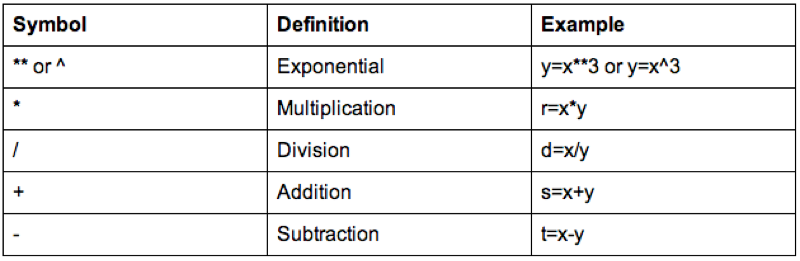 Symbol Definition Example
** or ^ Exponential y=x**3 or y=x^3
* Multiplication r=x*y
/ Division d=x/y
+ Addition s=x+y
- Subtraction t=x-y